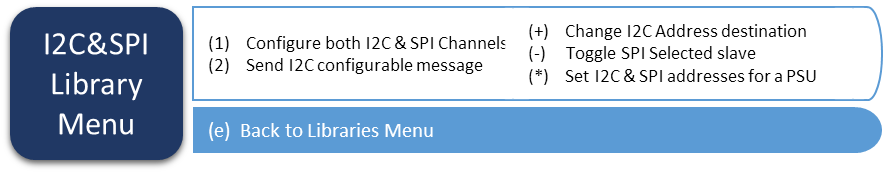 I2C&SPI
Library
Menu
(1) Configure both I2C & SPI Channels
(2) Send I2C configurable message
(+) Change I2C Address destination
(-) Toggle SPI Selected slave
(*) Set I2C & SPI addresses for a PSU
(e) Back to Libraries Menu